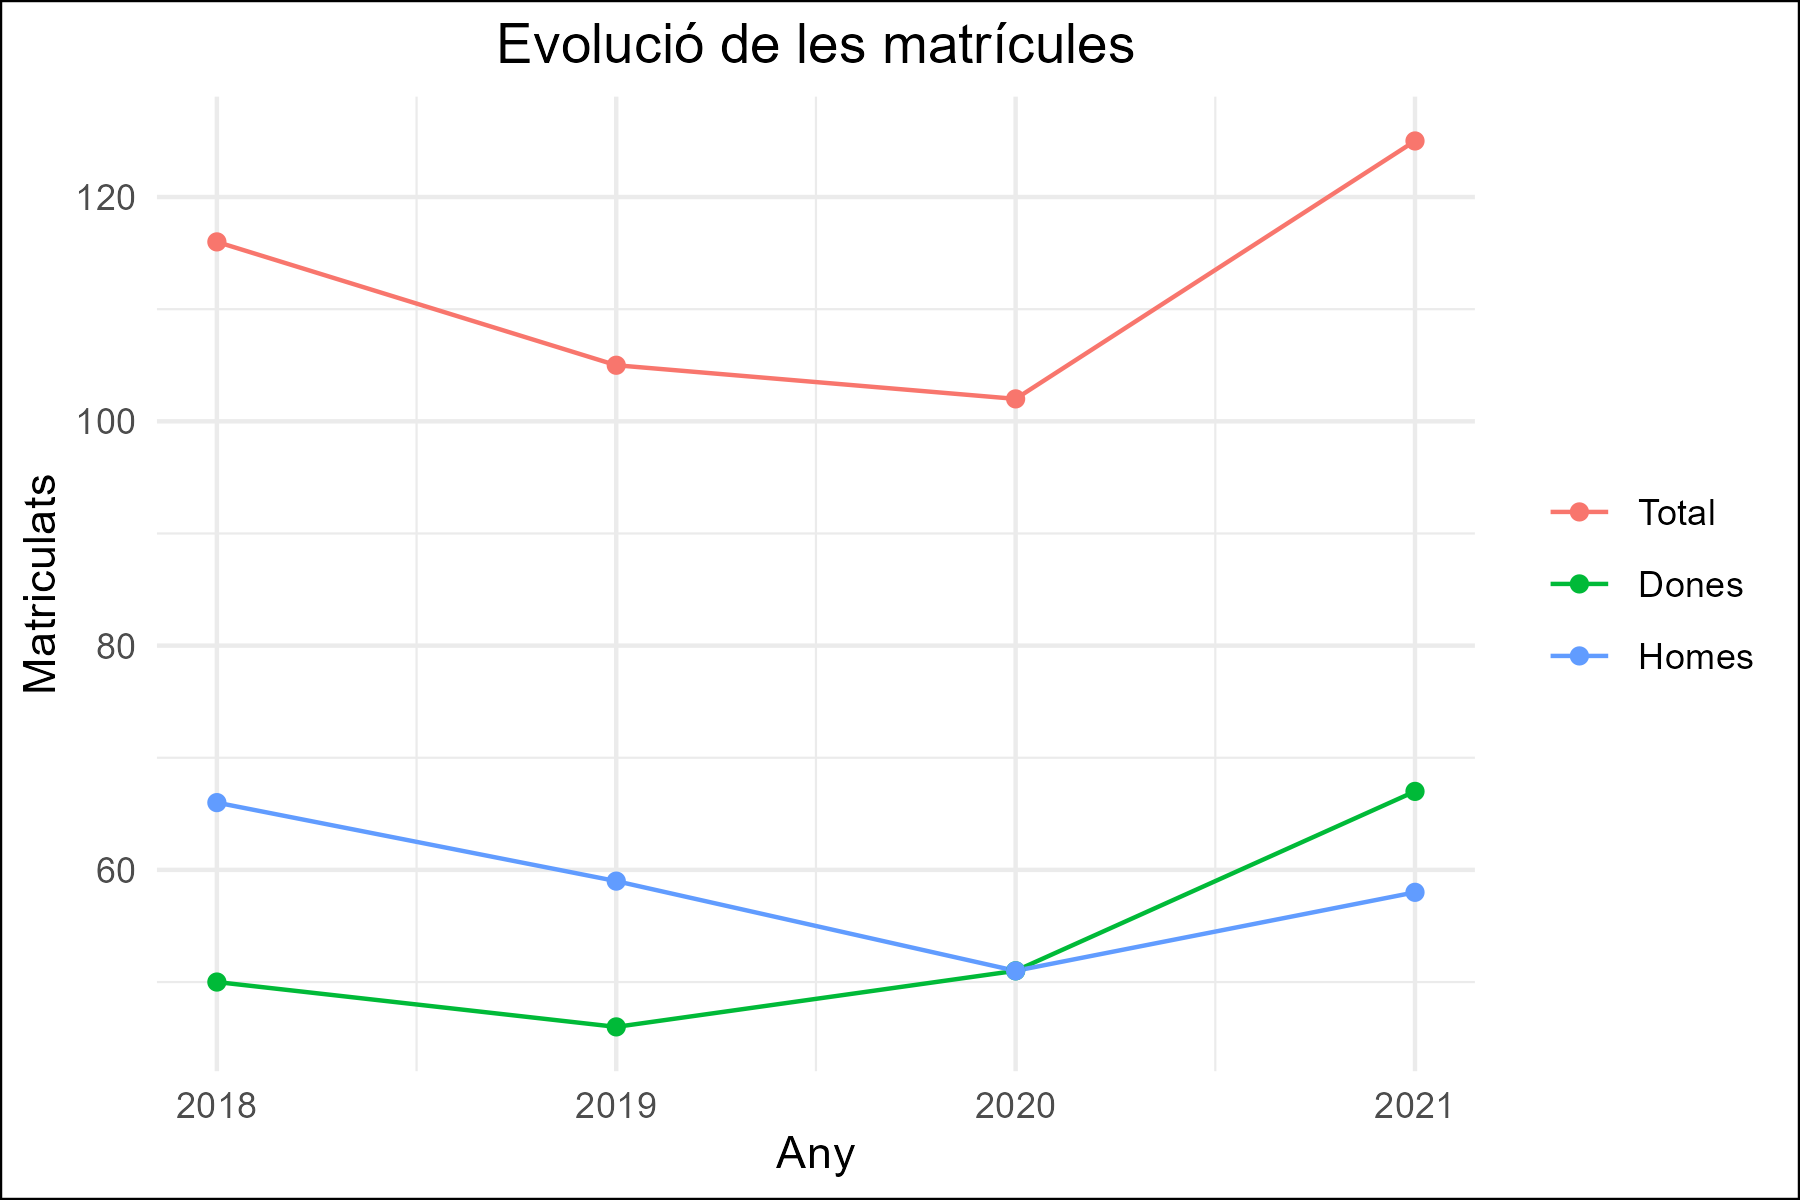 Evolució de les matrícules
120
100
80
60
Matriculats
2018 2019 2020 2021
Any
Total
Dones
Homes